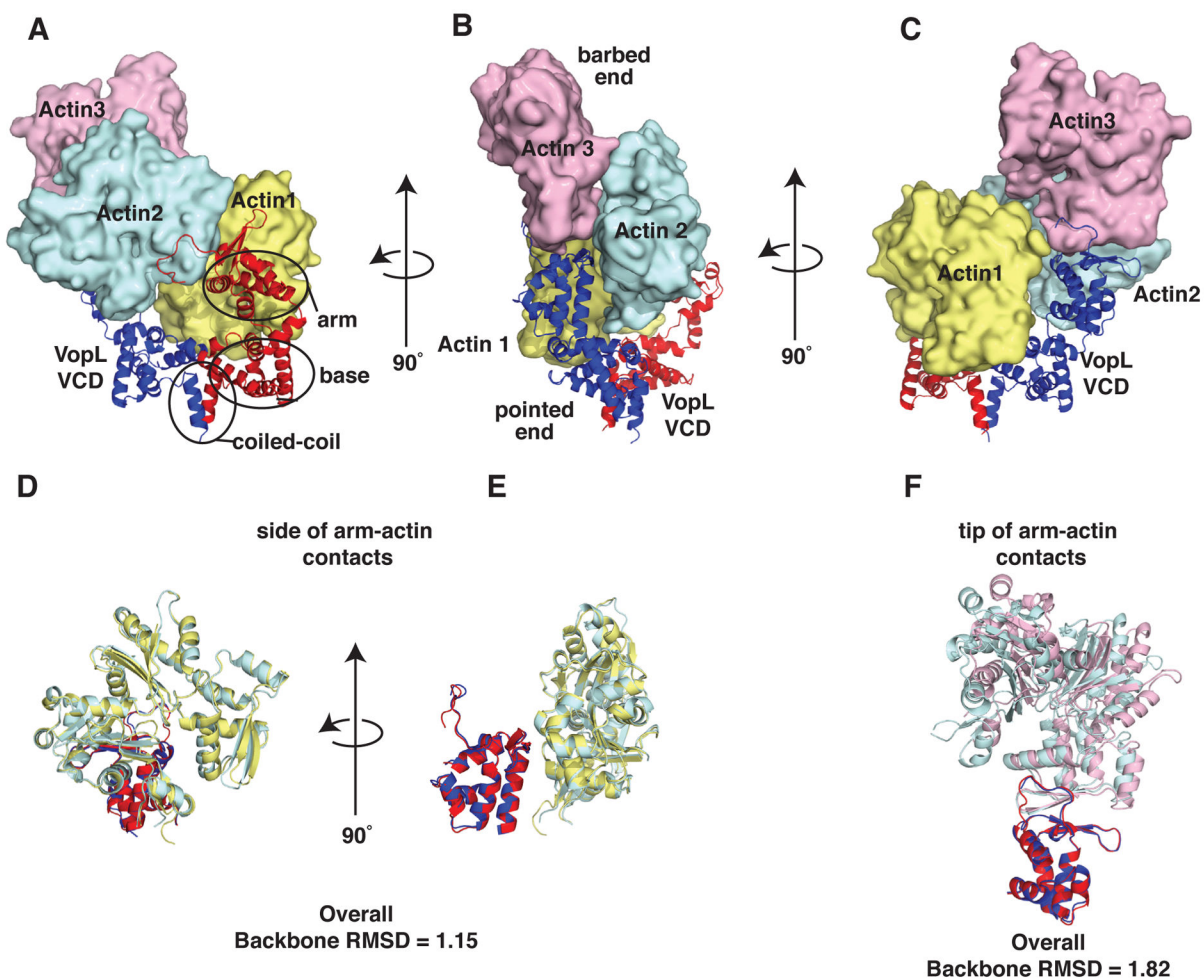 A
Actin3
Actin2
Actin1
arm
VopL
VCD
base
coiled-coil
90°
B
barbed
end
Actin 3
Actin 2
Actin 1
pointed
end
VopL
VCD
90°
C
Actin3
Actin1
Actin2
VopL
VCD
D
E
side of arm-actin
contacts
90°
Overall
Backbone RMSD = 1.15
F
tip of arm-actin
contacts
Overall
Backbone RMSD = 1.82